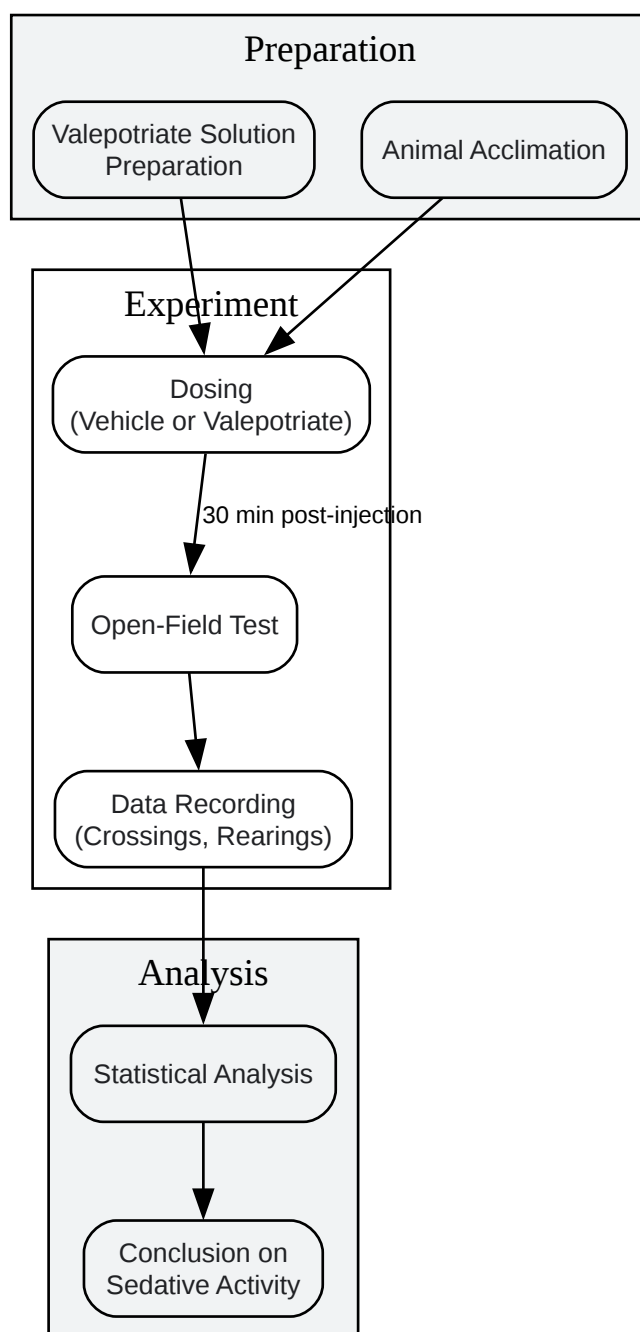 Preparation
Valepotriate Solution
Preparation
Animal Acclimation
Experiment
Dosing
(Vehicle or Valepotriate)
30 min post-injection
Open-Field Test
Data Recording
(Crossings, Rearings)
Analysis
Statistical Analysis
Conclusion on
Sedative Activity